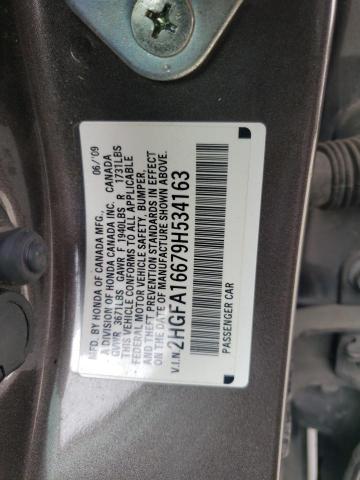 MFD. BY HONDA OF CANADA MFG. 06/'09
A DIVISION OF HONDA CANADA INC. CANADA
GVWR 3671LBS GAWR F 1940LBS R 1731LBS
THIS VEHICLE CONFORMS TO ALL APPLICABLE
FEDERAL MOTOR VEHICLE SAFETY, BUMPER,
AND THEFT PREVENTION STANDARDS IN EFFECT
ON THE DATE OF MANUFACTURE SHOWN ABOVE.
V.I.N. 2HGFA16679H534163
PASSENGER CAR